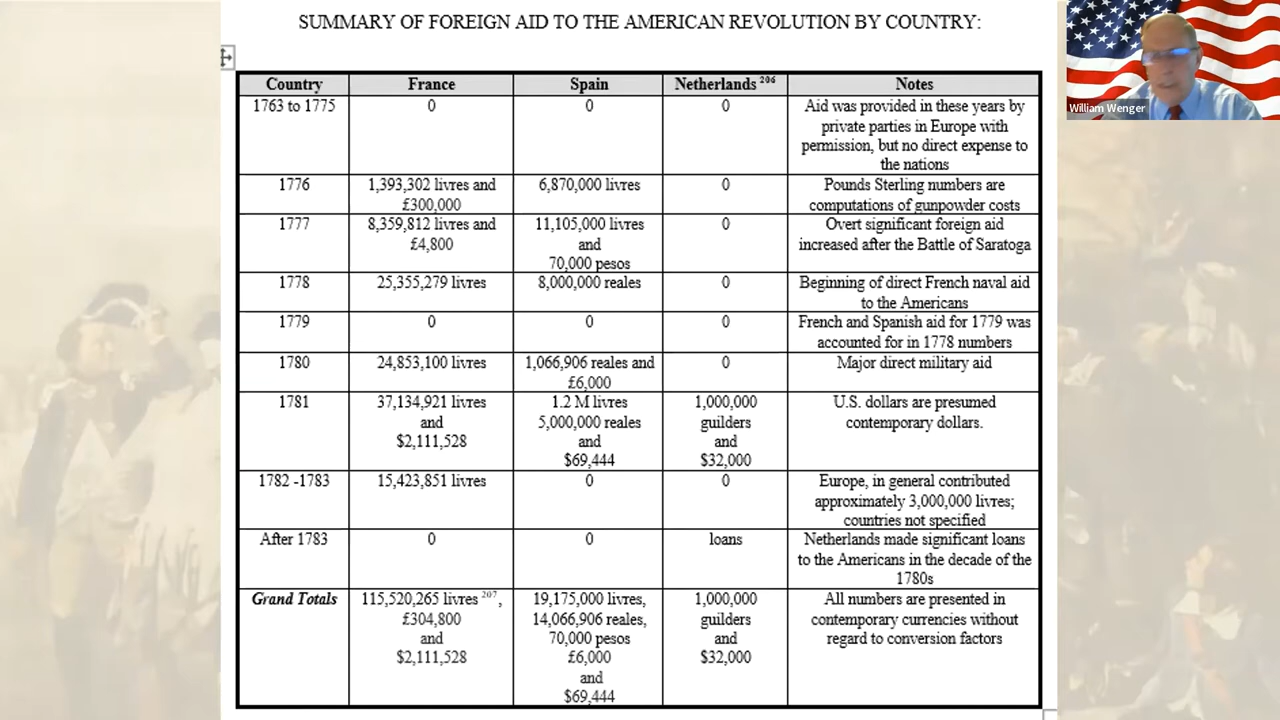 SUMMARY OF FOREIGN AID TO THE AMERICAN REVOLUTION BY COUNTRY:
William Wenger
Country France Spain Netherlands 206 Notes
1763 to 1775 0 0 0 Aid was provided in these years by
private parties in Europe with
permission, but no direct expense to
the nations
1776 1,393,302 livres and 6,870,000 livres 0 Pounds Sterling numbers are
£300,000 computations of gunpowder costs
1777 8,359,812 livres and 11,105,000 livres 0 Overt significant foreign aid
£4,800 and increased after the Battle of Saratoga
70,000 pesos
1778 25,355,279 livres 8,000,000 reales 0 Beginning of direct French naval aid
to the Americans
1779 0 0 0 French and Spanish aid for 1779 was
accounted for in 1778 numbers
1780 24,853,100 livres 1,066,906 reales and 0 Major direct military aid
£6,000
1781 37,134,921 livres 1.2 M livres 1,000,000 U.S. dollars are presumed
and 5,000,000 reales guilders contemporary dollars.
$2,111,528 and and
$69,444 $32,000
1782 -1783 15,423,851 livres 0 0 Europe, in general contributed
approximately 3,000,000 livres;
countries not specified
After 1783 0 0 loans Netherlands made significant loans
to the Americans in the decade of the
1780s
Grand Totals 115,520,265 livres 207, 19,175,000 livres, 1,000,000 All numbers are presented in
£304,800 14,066,906 reales, guilders contemporary currencies without
and 70,000 pesos and regard to conversion factors
$2,111,528 £6,000 $32,000
and
$69,444